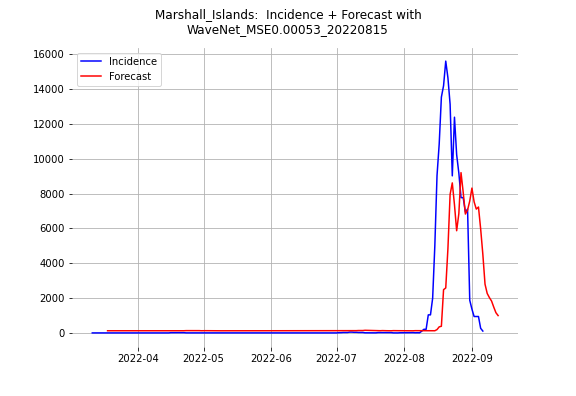 Marshall_Islands:  Incidence + Forecast with
WaveNet_MSE0.00053_20220815
Incidence
Forecast
16000
14000
12000
10000
8000
6000
4000
2000
0
2022-04 2022-05 2022-06 2022-07 2022-08 2022-09